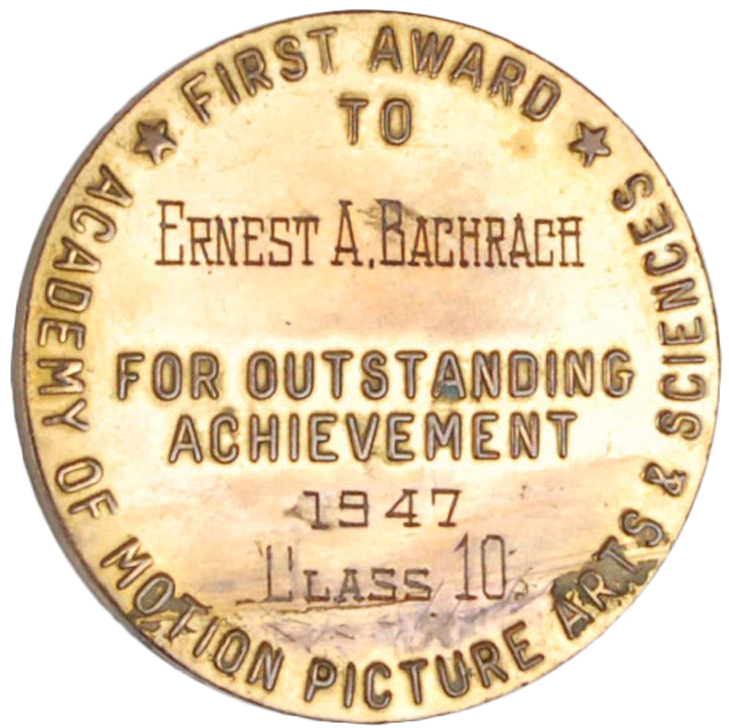 ★ FIRST AWARD ★
TO
ERNEST A. BACHRACH
FOR OUTSTANDING
ACHIEVEMENT
1947
CLASS 10
ACADEMY OF MOTION PICTURE ARTS & SCIENCES